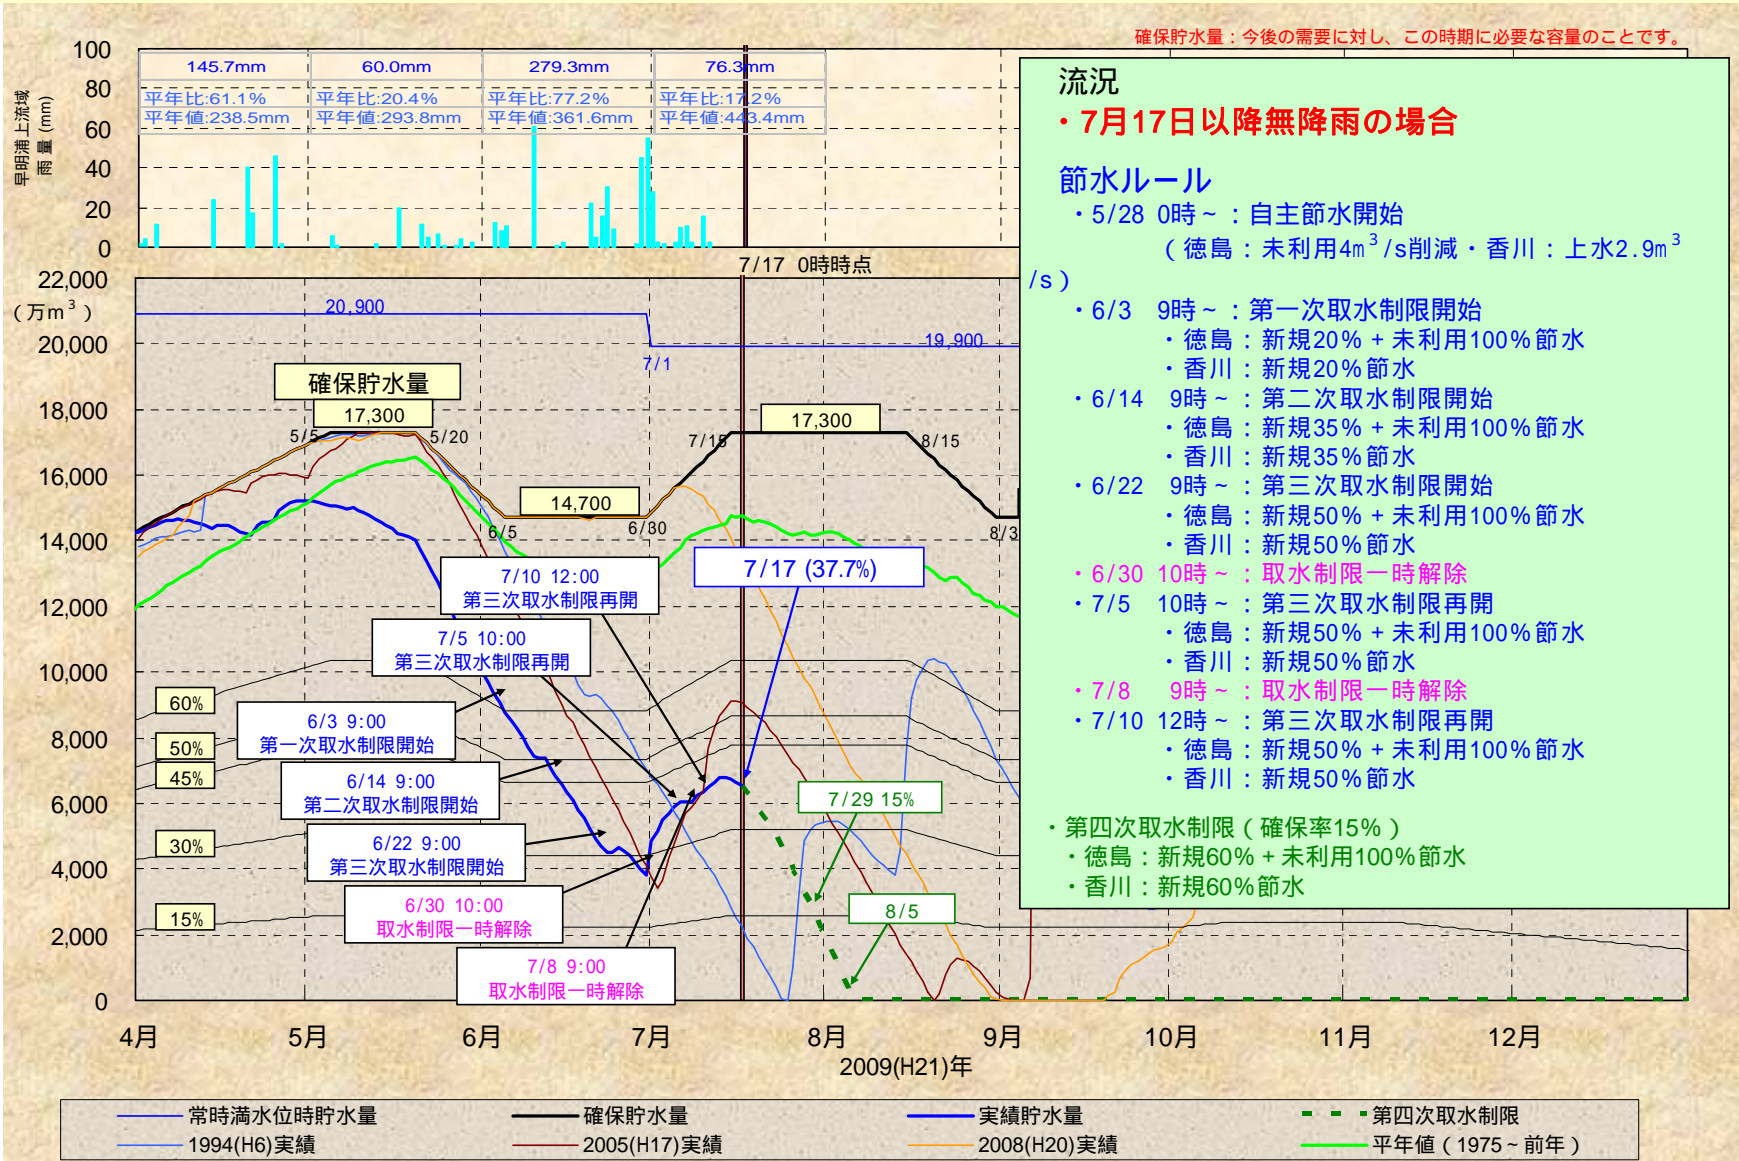 確保貯水量：今後の需要に対し、この時期に必要な容量のことです。
早明浦上流域
雨量(mm)
100
80
60
40
20
0
145.7mm 60.0mm 279.3mm 76.3mm
平年比:61.1% 平年比:20.4% 平年比:77.2% 平年比:17.2%
平年値:238.5mm 平年値:293.8mm 平年値:361.6mm 平年値:443.4mm
7/17 0時時点
22,000
（万m³）
20,000
18,000
16,000
14,000
12,000
10,000
8,000
6,000
4,000
2,000
0
20,900
7/1
19,900
確保貯水量
17,300
5/5
5/20
14,700
6/5
6/30
7/15
17,300
8/15
8/3
7/17 (37.7%)
7/10 12:00
第三次取水制限再開
7/5 10:00
第三次取水制限再開
6/3 9:00
第一次取水制限開始
6/14 9:00
第二次取水制限開始
6/22 9:00
第三次取水制限開始
6/30 10:00
取水制限一時解除
7/8 9:00
取水制限一時解除
60%
50%
45%
30%
15%
7/29 15%
8/5
4月 5月 6月 7月 8月 9月 10月 11月 12月
2009(H21)年
流況
・7月17日以降無降雨の場合
節水ルール
・5/28 0時～：自主節水開始
（徳島：未利用4m³/s削減・香川：上水2.9m³
/s）
・6/3 9時～：第一次取水制限開始
・徳島：新規20%＋未利用100%節水
・香川：新規20%節水
・6/14 9時～：第二次取水制限開始
・徳島：新規35%＋未利用100%節水
・香川：新規35%節水
・6/22 9時～：第三次取水制限開始
・徳島：新規50%＋未利用100%節水
・香川：新規50%節水
・6/30 10時～：取水制限一時解除
・7/5 10時～：第三次取水制限再開
・徳島：新規50%＋未利用100%節水
・香川：新規50%節水
・7/8 9時～：取水制限一時解除
・7/10 12時～：第三次取水制限再開
・徳島：新規50%＋未利用100%節水
・香川：新規50%節水
・第四次取水制限（確保率15%）
・徳島：新規60%＋未利用100%節水
・香川：新規60%節水
常時満水位時貯水量 確保貯水量 実績貯水量 第四次取水制限
1994(H6)実績 2005(H17)実績 2008(H20)実績 平年値（1975～前年）